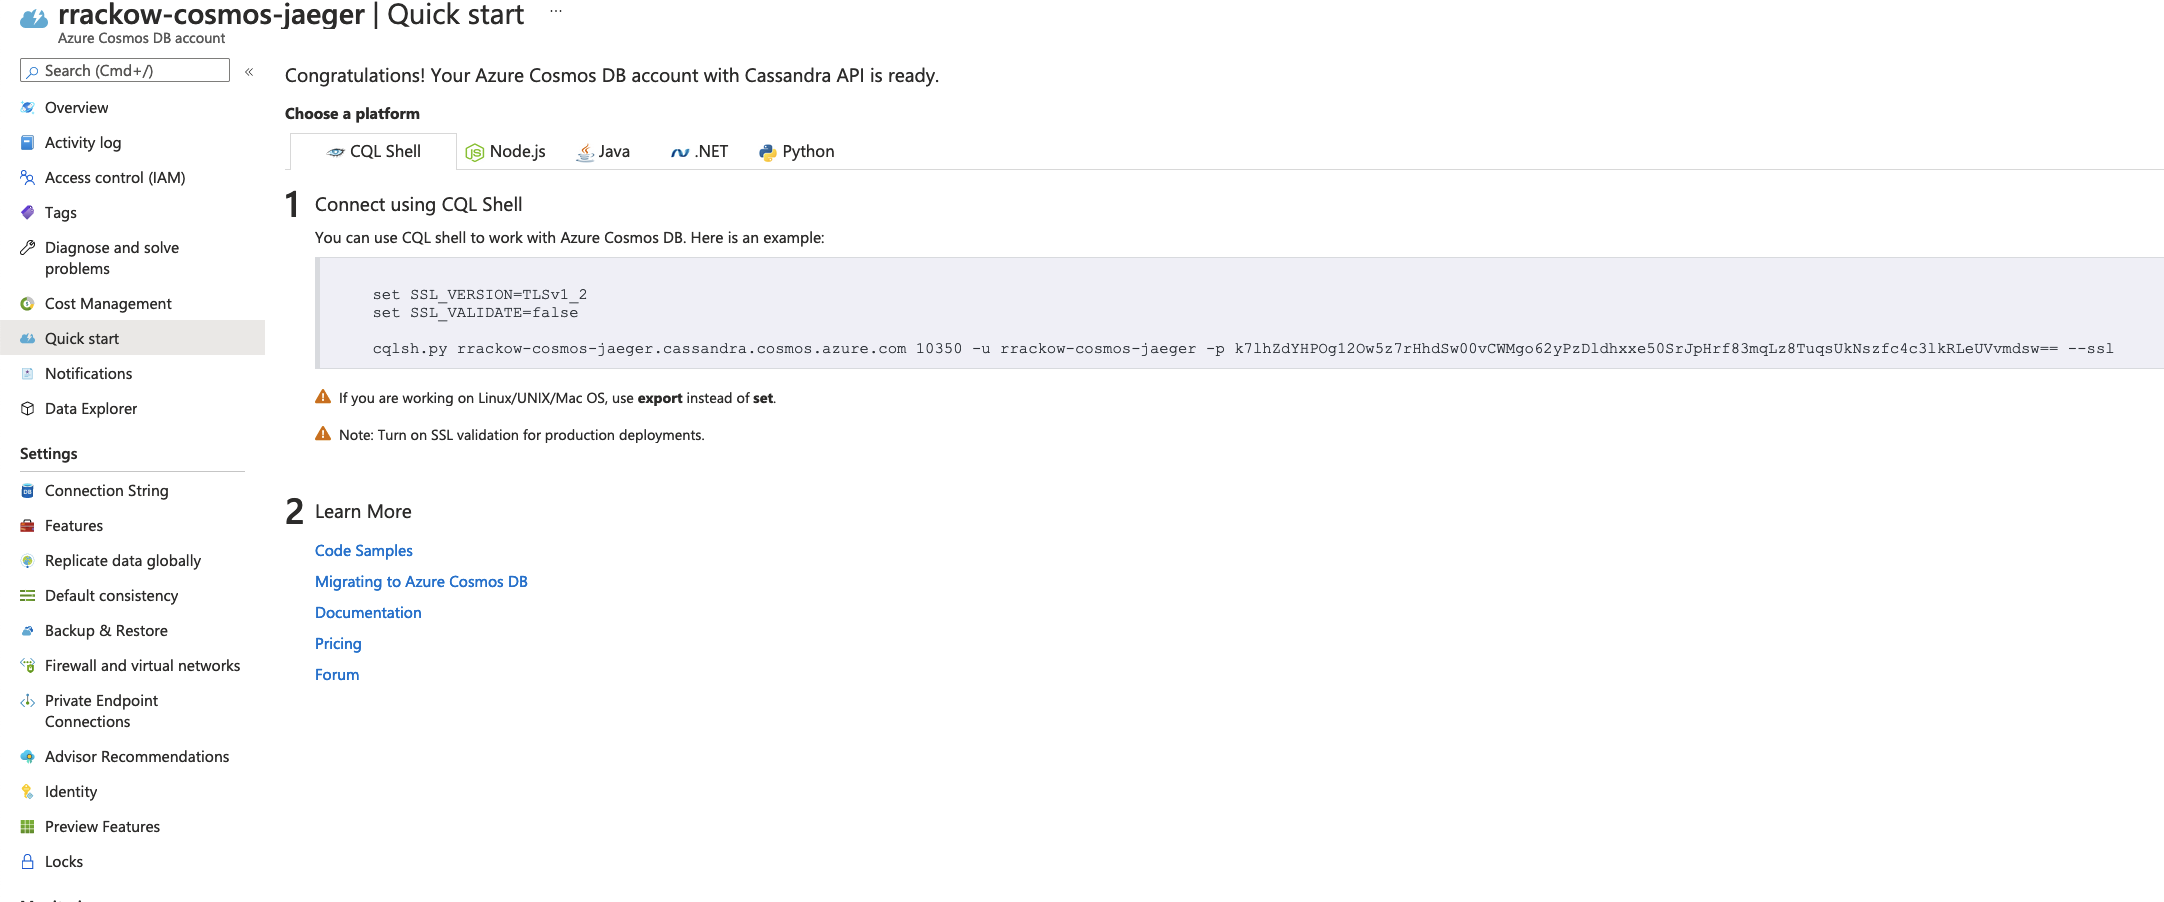 rrackow-cosmos-jaeger | Quick start ...
Azure Cosmos DB account
Search (Cmd+/) «
Overview
Activity log
Access control (IAM)
Tags
Diagnose and solve
problems
Cost Management
Quick start
Notifications
Data Explorer
Settings
Connection String
Features
Replicate data globally
Default consistency
Backup & Restore
Firewall and virtual networks
Private Endpoint
Connections
Advisor Recommendations
Identity
Preview Features
Locks
Congratulations! Your Azure Cosmos DB account with Cassandra API is ready.
Choose a platform
CQL Shell Node.js Java .NET Python
1 Connect using CQL Shell
You can use CQL shell to work with Azure Cosmos DB. Here is an example:
set SSL_VERSION=TLSv1_2
set SSL_VALIDATE=false
cqlsh.py rrackow-cosmos-jaeger.cassandra.cosmos.azure.com 10350 -u rrackow-cosmos-jaeger -p k7lhZdYHPOg12Ow5z7rHhdSw00vCWMgo62yPzDldhxxe50SrJpHrf83mqLz8TuqsUkNszfc4c3lkRLeUVvmdsw== --ssl
If you are working on Linux/UNIX/Mac OS, use export instead of set.
Note: Turn on SSL validation for production deployments.
2 Learn More
Code Samples
Migrating to Azure Cosmos DB
Documentation
Pricing
Forum